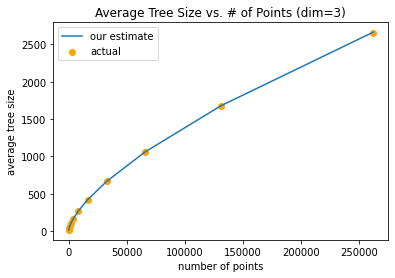 Average Tree Size vs. # of Points (dim=3)
our estimate
actual
2500
2000
1500
1000
500
0
average tree size
0 50000 100000 150000 200000 250000
number of points